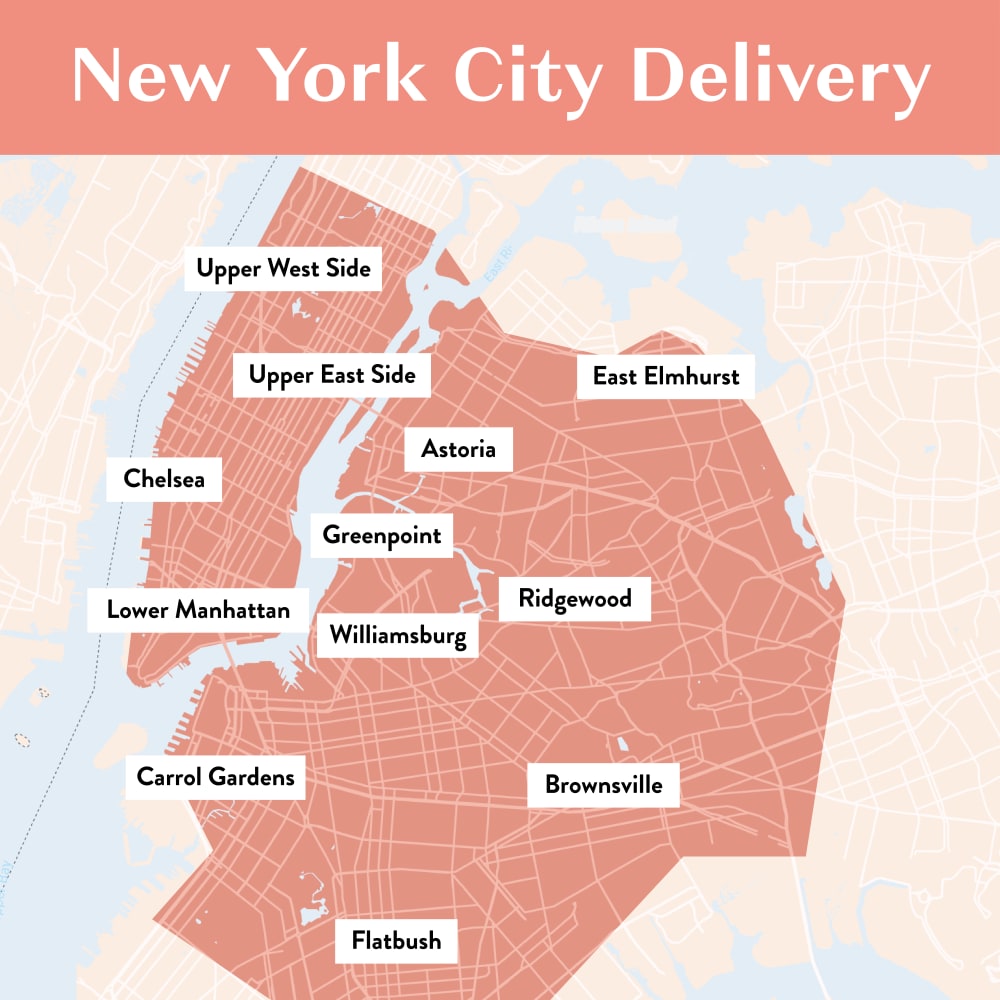 New York City Delivery
Upper West Side
East Ri
Upper East Side
East Elmhurst
Astoria
Chelsea
Greenpoint
Ridgewood
Lower Manhattan
Williamsburg
Carrol Gardens
Brownsville
Flatbush